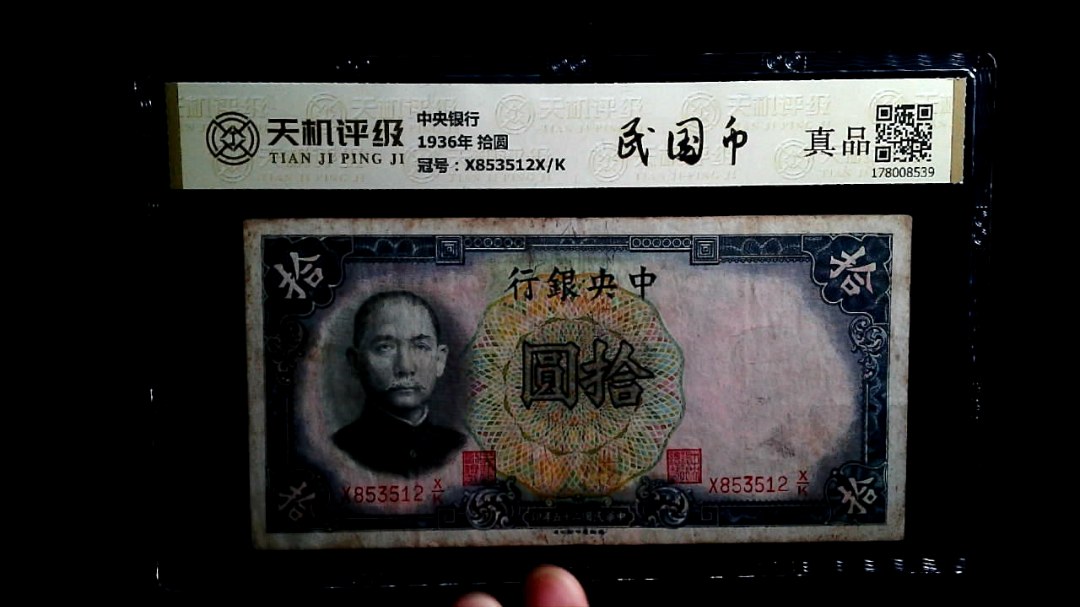 天机评级
TIAN JI PING JI
中央银行
1936年 拾圆
冠号：X853512X/K
民国币
真品
178008539
拾
拾
行銀央中
圓拾
X853512 X/K
X853512 X/K
拾
拾